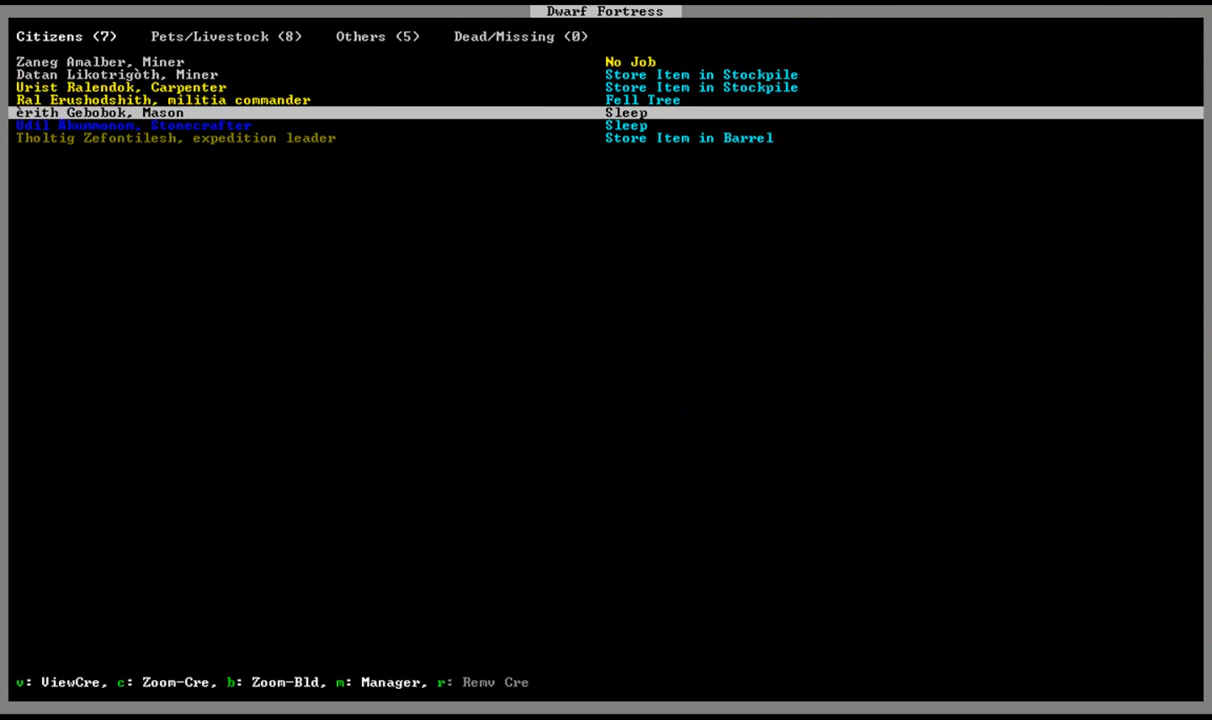 Dwarf Fortress
Citizens (7) Pets/Livestock (8) Others (5) Dead/Missing (0)
Zaneg Amalber, Miner No Job
Datan Likotrigòth, Miner Store Item in Stockpile
Urist Ralendok, Carpenter Store Item in Stockpile
Ral Erushodshith, militia commander Fell Tree
èrith Gebobok, Mason Sleep
Udil Stonecrafter Sleep
Tholtig Zefontilesh, expedition leader Store Item in Barrel
v: ViewCre, c: Zoom-Cre, b: Zoom-Bld, m: Manager, r: Remv Cre